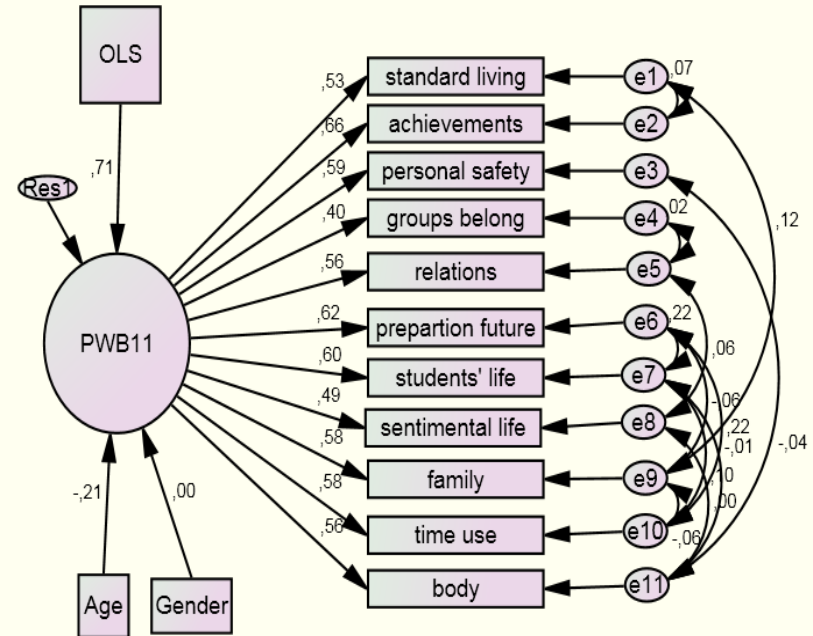 OLS
,71
Res1
PWB11
-,21
,00
Age
Gender
,53
,66
,59
,40
,56
,62
,60
,49
,58
,58
,56
standard living
achievements
personal safety
groups belong
relations
prepartion future
students' life
sentimental life
family
time use
body
e1
e2
e3
e4
e5
e6
e7
e8
e9
e10
e11
,07
,12
02
,22
,06
-,06
,22
-,01
-,04
,10
,00
-,06